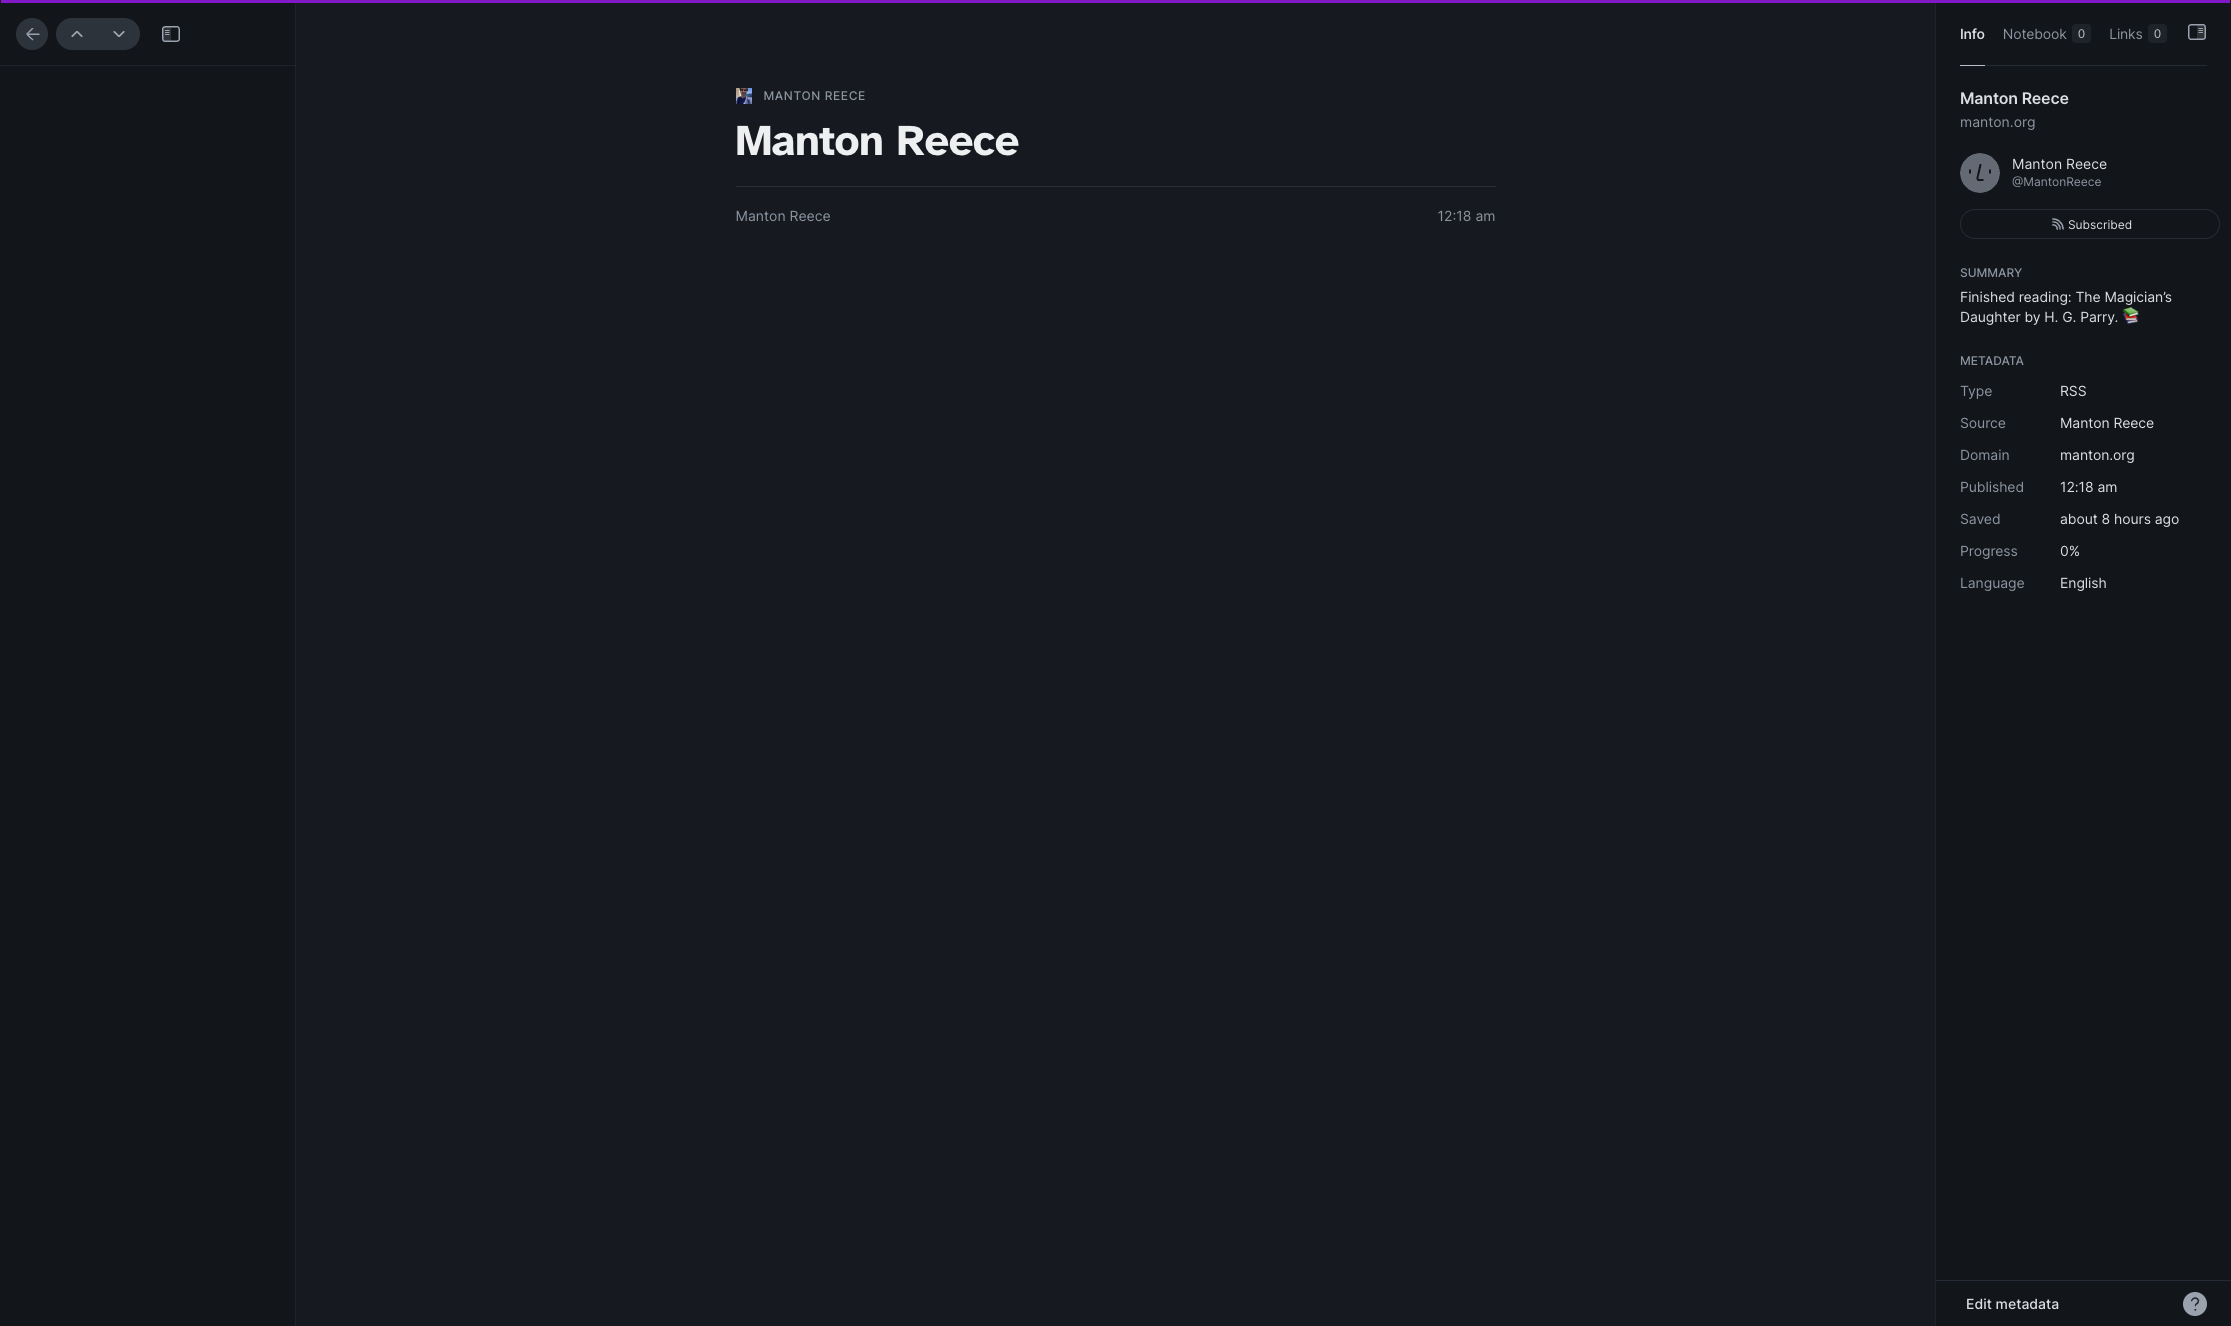 Info Notebook 0 Links 0
MANTON REECE
Manton Reece
Manton Reece 12:18 am
Manton Reece
manton.org
Manton Reece
@MantonReece
Subscribed
SUMMARY
Finished reading: The Magician’s
Daughter by H. G. Parry. 📚
METADATA
Type RSS
Source Manton Reece
Domain manton.org
Published 12:18 am
Saved about 8 hours ago
Progress 0%
Language English
Edit metadata ?